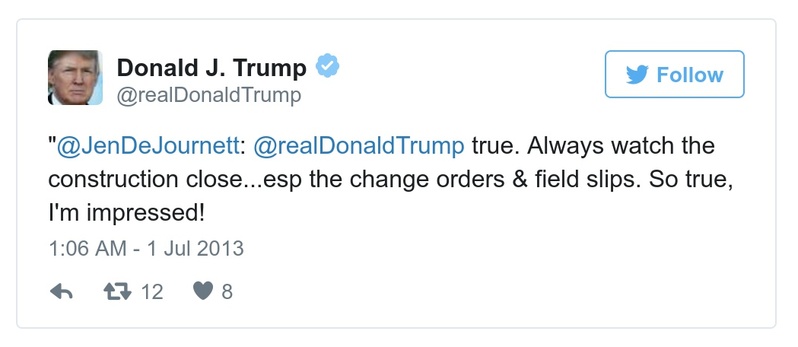 Donald J. Trump
@realDonaldTrump
Follow
"@JenDeJournett: @realDonaldTrump true. Always watch the
construction close...esp the change orders & field slips. So true,
I'm impressed!
1:06 AM - 1 Jul 2013
12 8